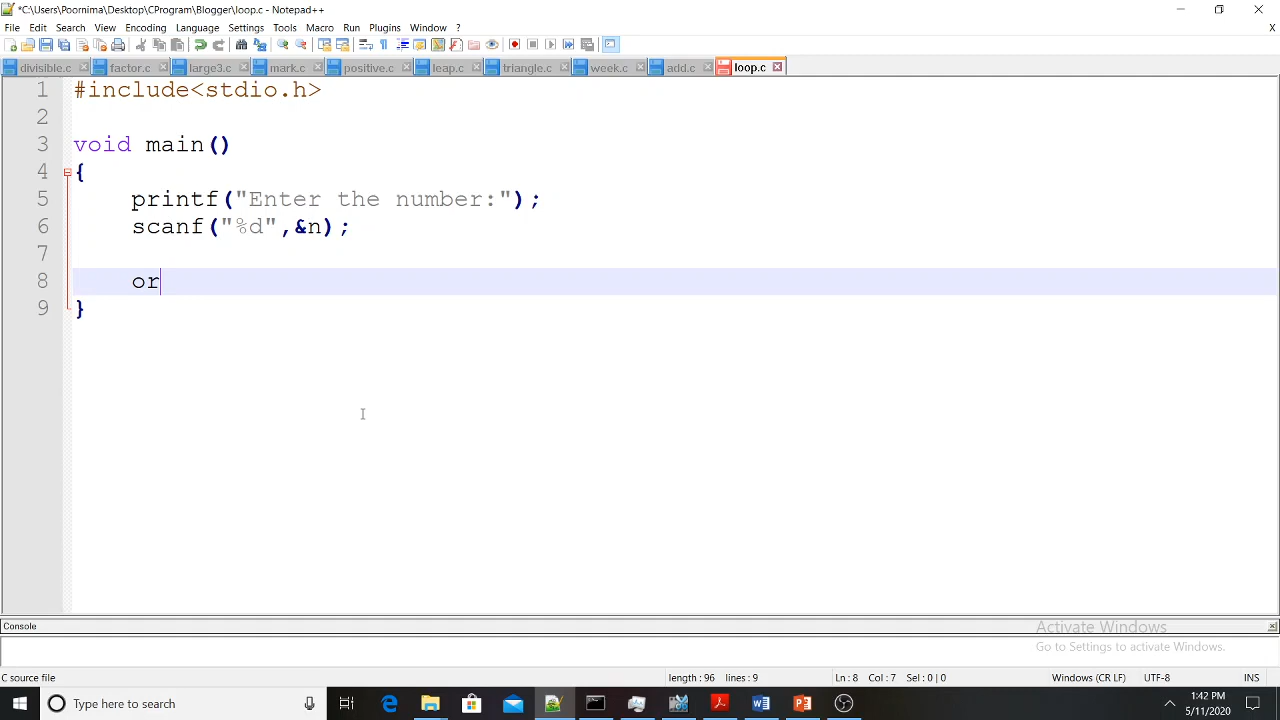 *C:\Users\Poornima\Desktop\CProgram\Blogger\loop.c - Notepad++
File Edit Search View Encoding Language Settings Tools Macro Run Plugins Window ? X
divisible.c factor.c large3.c mark.c positive.c leap.c triangle.c week.c add.c loop.c
1 #include<stdio.h>
2
3 void main()
4 {
5 printf("Enter the number:");
6 scanf("%d",&n);
7
8 or
9 }
Console
Activate Windows
Go to Settings to activate Windows.
C source file length : 96 lines : 9 Ln : 8 Col : 7 Sel : 0 | 0 Windows (CR LF) UTF-8 INS
Type here to search
1:42 PM
5/11/2020